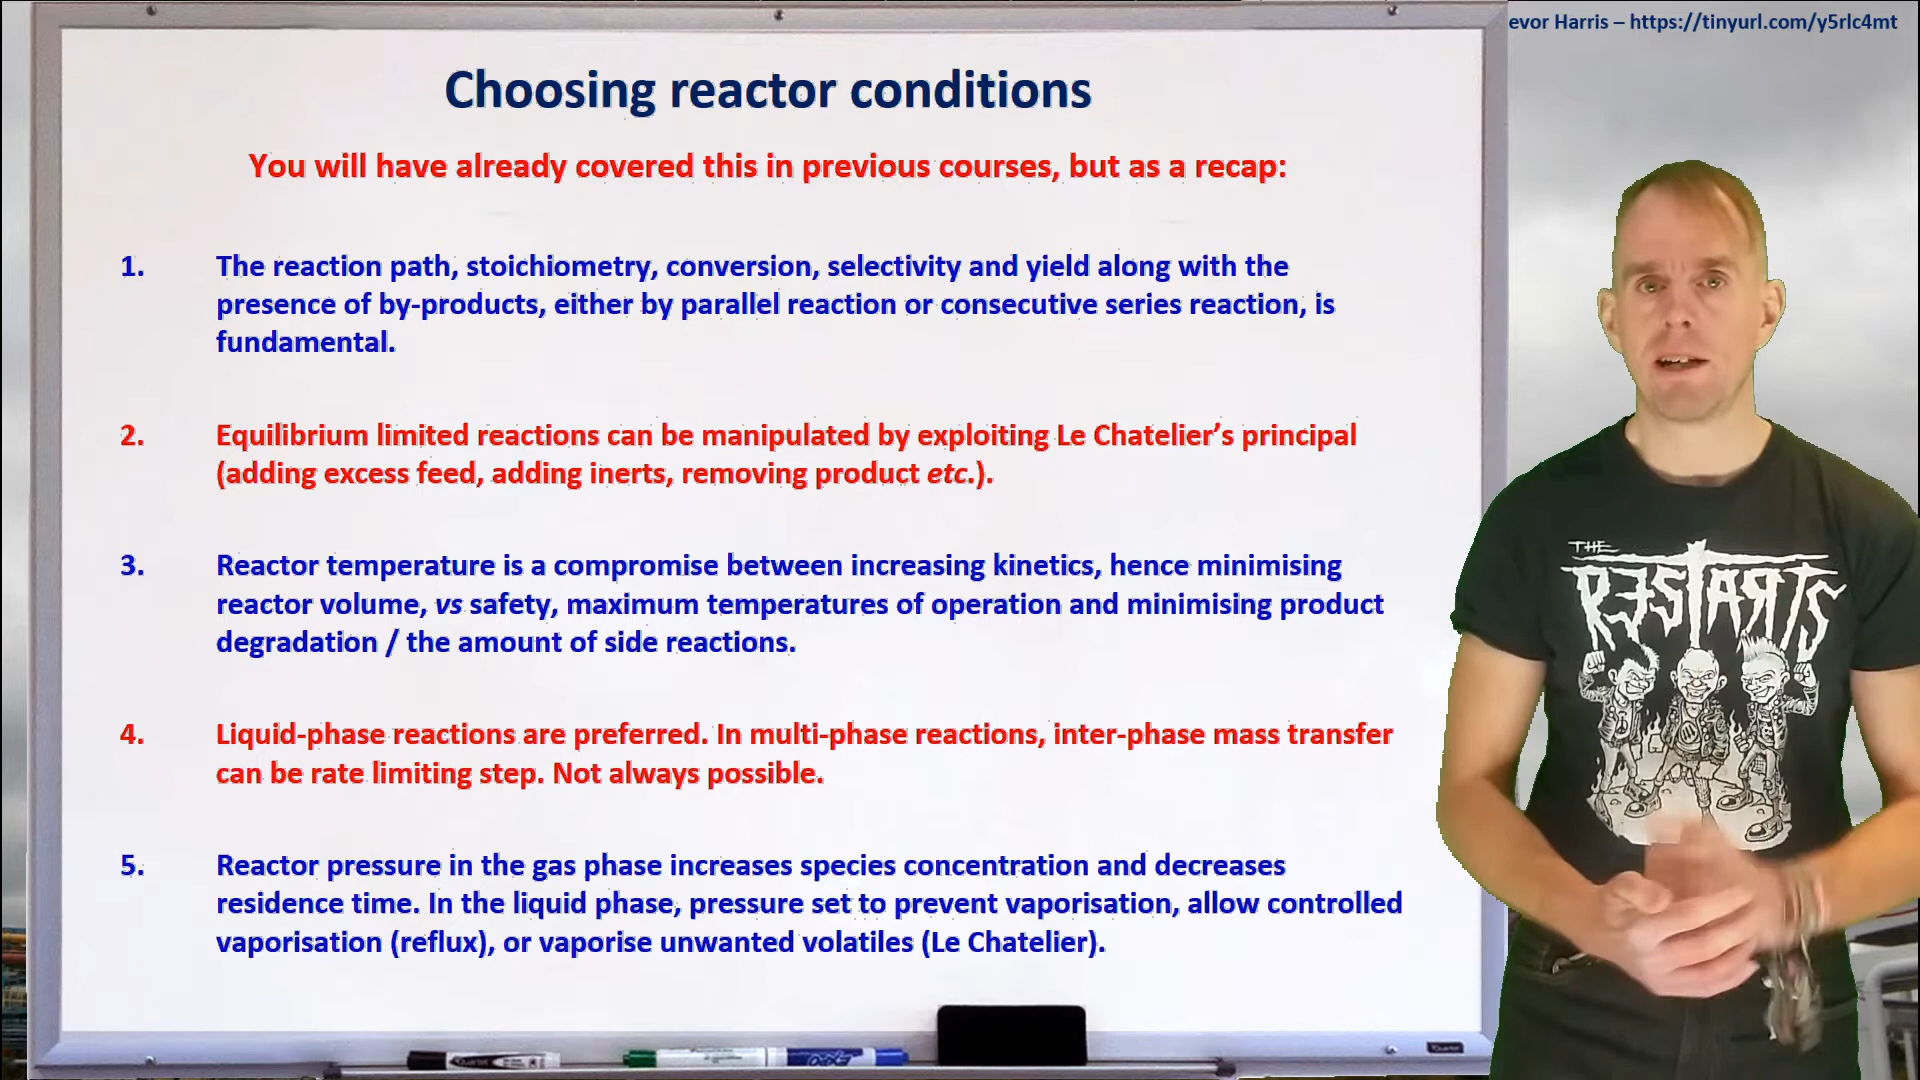 evor Harris – https://tinyurl.com/y5rlc4mt
Choosing reactor conditions
You will have already covered this in previous courses, but as a recap:
1. The reaction path, stoichiometry, conversion, selectivity and yield along with the
presence of by-products, either by parallel reaction or consecutive series reaction, is
fundamental.
2. Equilibrium limited reactions can be manipulated by exploiting Le Chatelier’s principal
(adding excess feed, adding inerts, removing product etc.).
3. Reactor temperature is a compromise between increasing kinetics, hence minimising
reactor volume, vs safety, maximum temperatures of operation and minimising product
degradation / the amount of side reactions.
4. Liquid-phase reactions are preferred. In multi-phase reactions, inter-phase mass transfer
can be rate limiting step. Not always possible.
5. Reactor pressure in the gas phase increases species concentration and decreases
residence time. In the liquid phase, pressure set to prevent vaporisation, allow controlled
vaporisation (reflux), or vaporise unwanted volatiles (Le Chatelier).
THE
RESTARTS